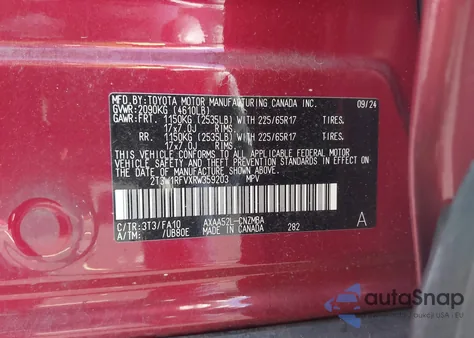 MFD.BY:TOYOTA MOTOR MANUFACTURING CANADA INC. 09/24
GVWR:2090KG (4610LB)
GAWR:FRT. 1150KG (2535LB) WITH 225/65R17 TIRES,
17x7.0J RIMS.
RR. 1150KG (2535LB) WITH 225/65R17 TIRES,
17x7.0J RIMS.
THIS VEHICLE CONFORMS TO ALL APPLICABLE FEDERAL MOTOR
VEHICLE SAFETY STANDARDS IN EFFECT ON THE
DATE OF MANUFACTURE SHOWN ABOVE.
MPV
C/TR:3T3/FA10 AXAA52L-CNZMBA A
A/TM: /UB80E MADE IN CANADA 282
autoSnap